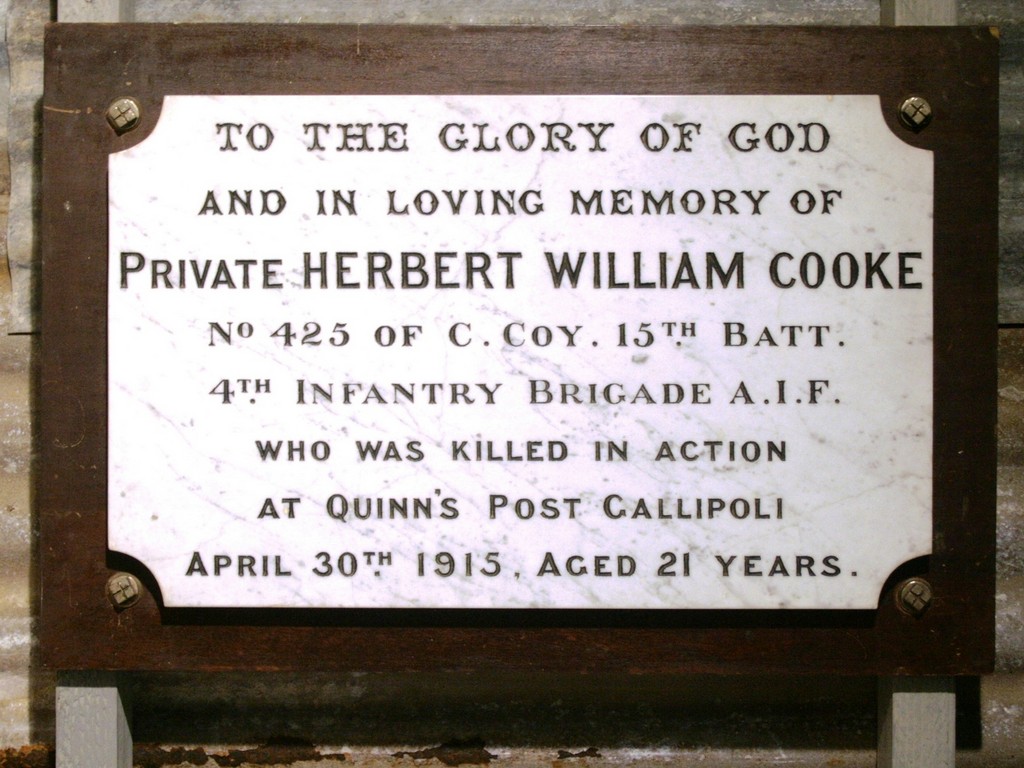 TO THE GLORY OF GOD
AND IN LOVING MEMORY OF
PRIVATE HERBERT WILLIAM COOKE
No 425 OF C. COY. 15TH BATT.
4TH INFANTRY BRIGADE A.I.F.
WHO WAS KILLED IN ACTION
AT QUINN'S POST GALLIPOLI
APRIL 30TH 1915, AGED 21 YEARS.